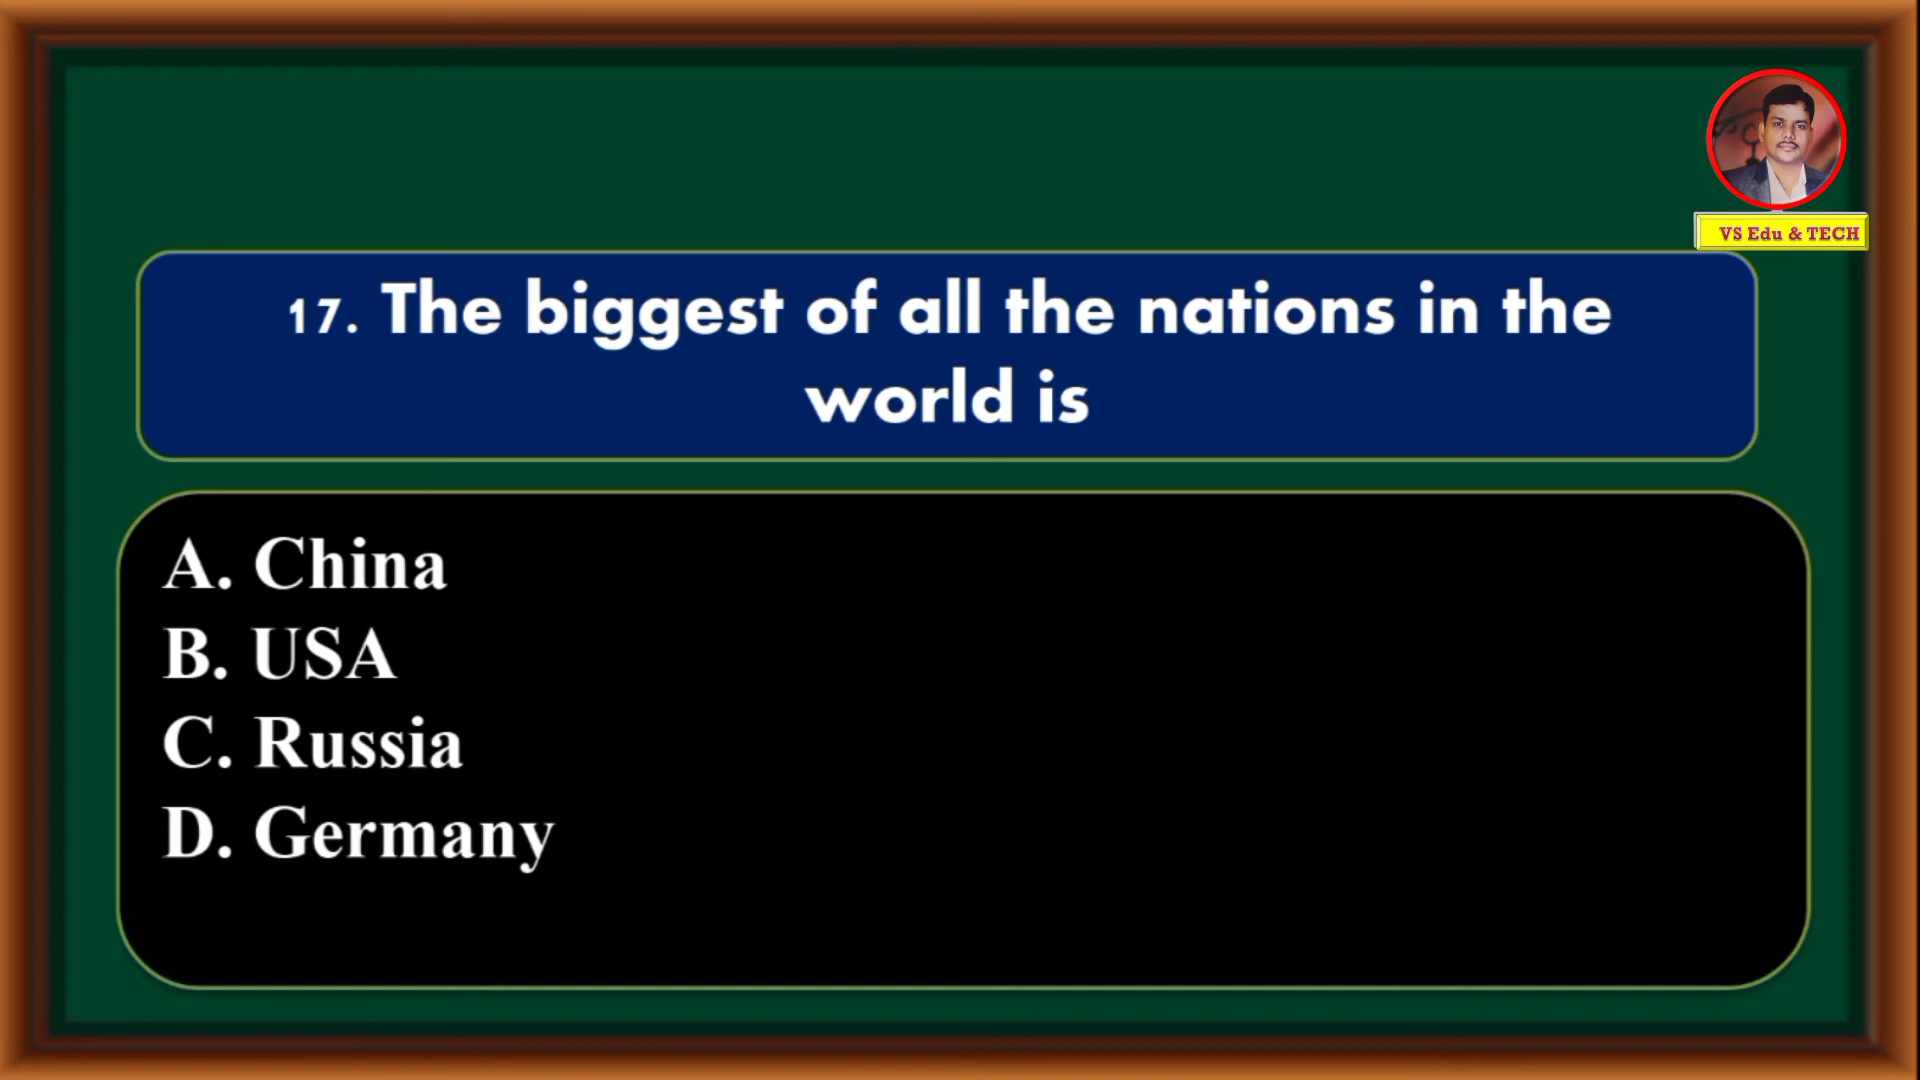 VS Edu & TECH
17. The biggest of all the nations in the
world is
A. China
B. USA
C. Russia
D. Germany